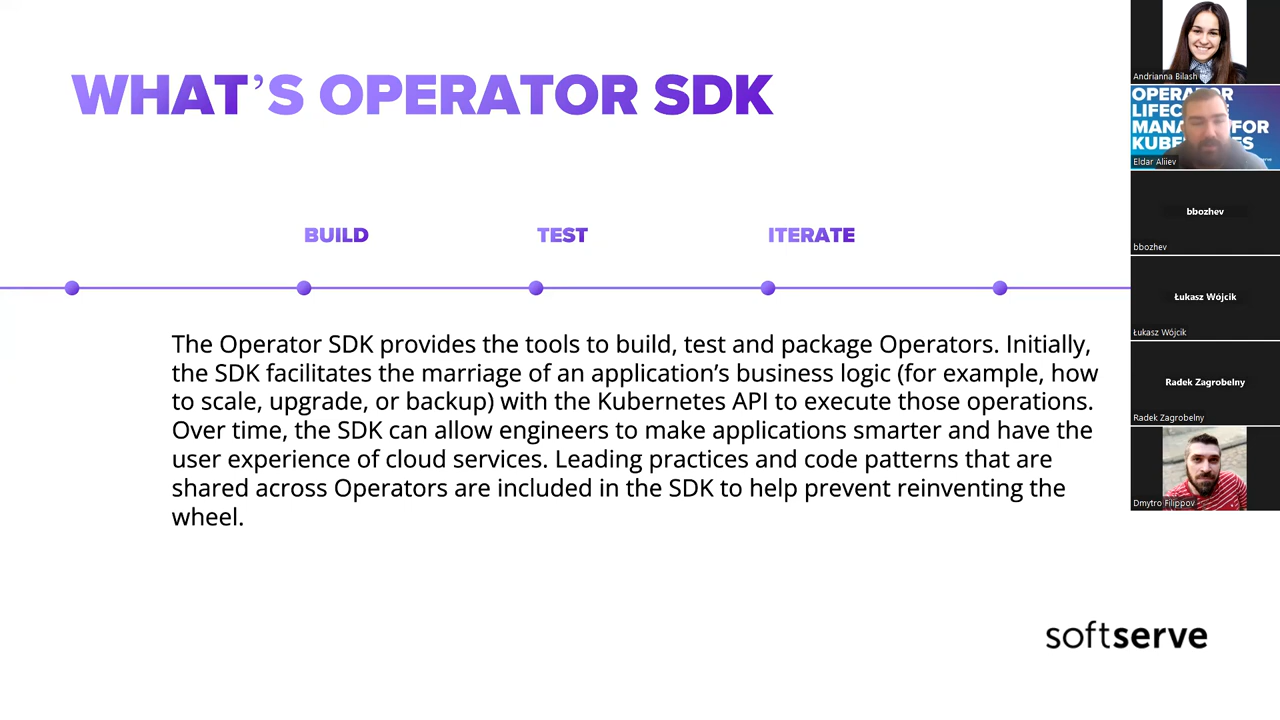 WHAT’S OPERATOR SDK
BUILD
TEST
ITERATE
The Operator SDK provides the tools to build, test and package Operators. Initially,
the SDK facilitates the marriage of an application’s business logic (for example, how
to scale, upgrade, or backup) with the Kubernetes API to execute those operations.
Over time, the SDK can allow engineers to make applications smarter and have the
user experience of cloud services. Leading practices and code patterns that are
shared across Operators are included in the SDK to help prevent reinventing the
wheel.
softserve
Andrianna Bilash
OPERATOR
FOR
Eldar Aliiev
bbozhev
bbozhev
Łukasz Wójcik
Łukasz Wójcik
Radek Zagrobelny
Radek Zagrobelny
Dmytro Filippov